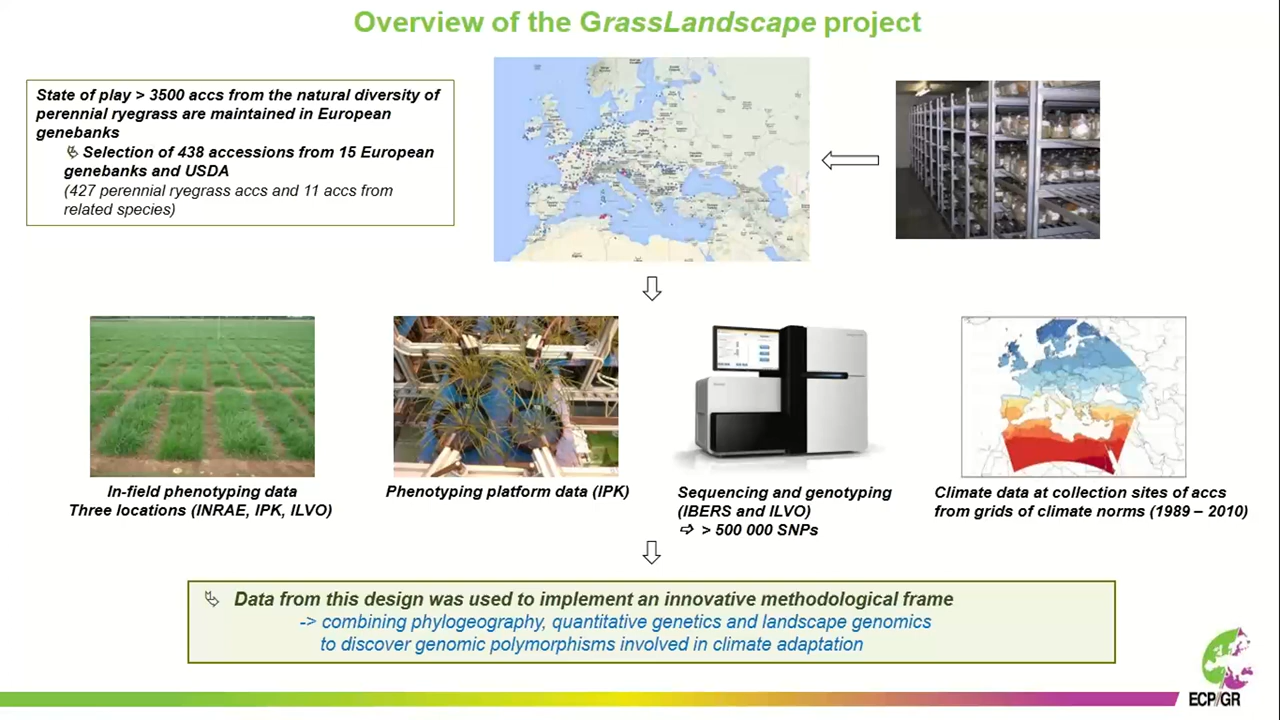 Overview of the GrassLandscape project
State of play > 3500 accs from the natural diversity of
perennial ryegrass are maintained in European
genebanks
Selection of 438 accessions from 15 European
genebanks and USDA
(427 perennial ryegrass accs and 11 accs from
related species)
In-field phenotyping data
Three locations (INRAE, IPK, ILVO)
Phenotyping platform data (IPK)
Sequencing and genotyping
(IBERS and ILVO)
⇨ > 500 000 SNPs
Climate data at collection sites of accs
from grids of climate norms (1989 – 2010)
Data from this design was used to implement an innovative methodological frame
-> combining phylogeography, quantitative genetics and landscape genomics
to discover genomic polymorphisms involved in climate adaptation
ECP/GR